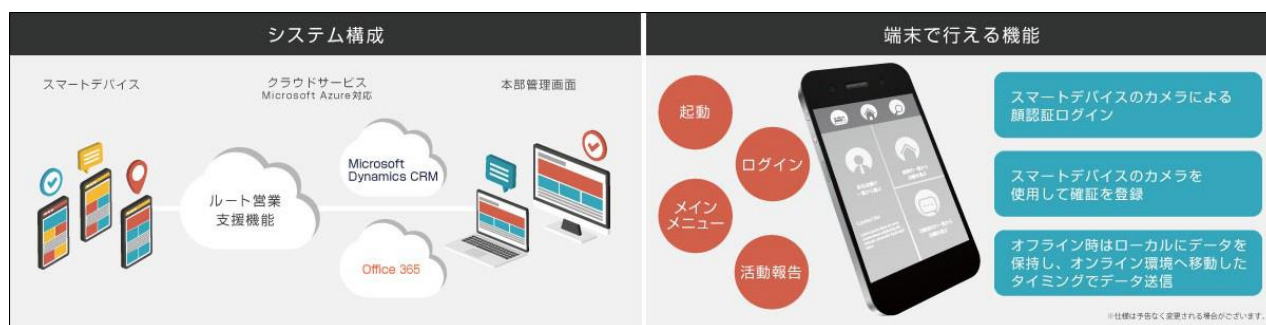 システム構成
スマートデバイス
クラウドサービス
Microsoft Azure対応
本部管理画面
ルート営業
支援機能
Microsoft
Dynamics CRM
Office 365
端末で行える機能
起動
ログイン
メイン
メニュー
活動報告
スマートデバイスのカメラによる
顔認証ログイン
スマートデバイスのカメラを
使用して確証を登録
オフライン時はローカルにデータを
保持し、オンライン環境へ移動した
タイミングでデータ送信
※仕様は予告なく変更される場合がございます。